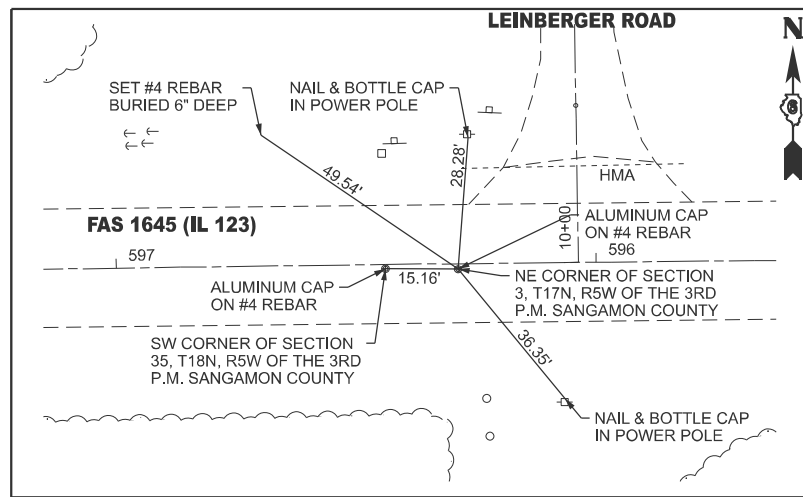 LEINBERGER ROAD
N
SET #4 REBAR
BURIED 6" DEEP
NAIL & BOTTLE CAP
IN POWER POLE
49.54'
28.28'
HMA
FAS 1645 (IL 123)
10+00
ALUMINUM CAP
ON #4 REBAR
597
596
ALUMINUM CAP
ON #4 REBAR
15.16'
NE CORNER OF SECTION
3, T17N, R5W OF THE 3RD
P.M. SANGAMON COUNTY
SW CORNER OF SECTION
35, T18N, R5W OF THE 3RD
P.M. SANGAMON COUNTY
36.35'
NAIL & BOTTLE CAP
IN POWER POLE